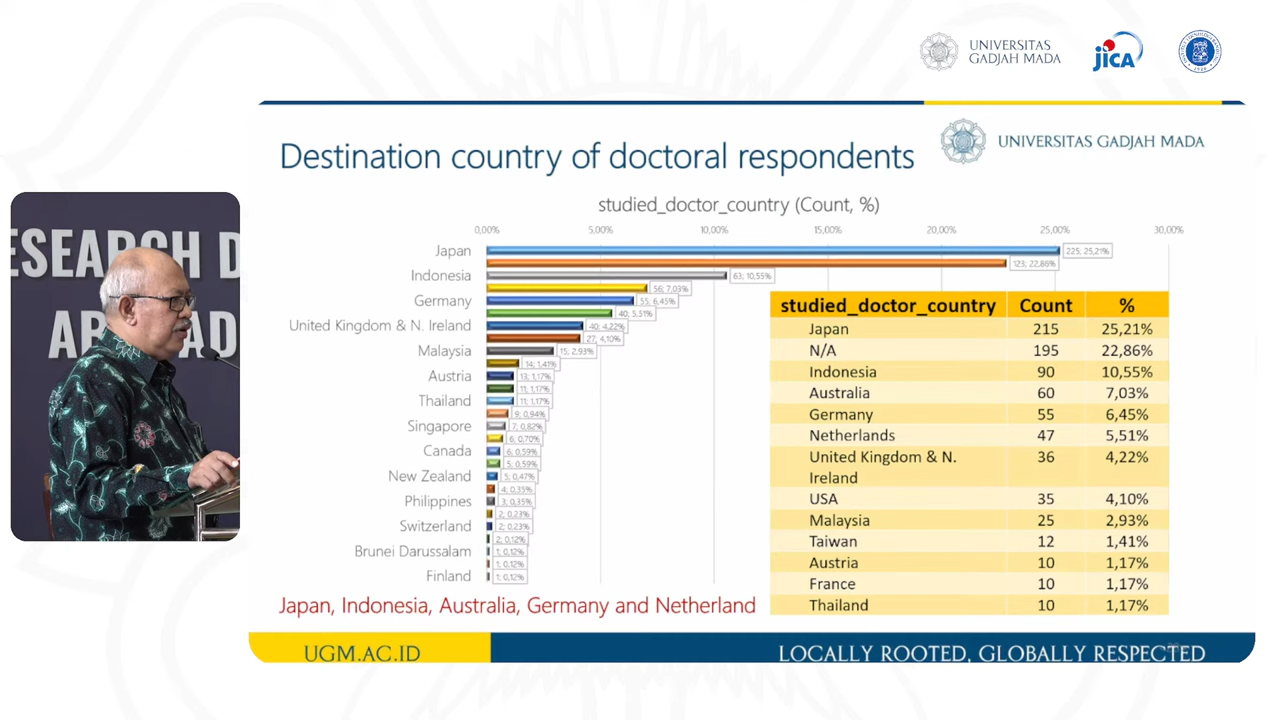 UNIVERSITAS
GADJAH MADA
JICA
ESEARCH D
AB AD
Destination country of doctoral respondents
UNIVERSITAS GADJAH MADA
studied_doctor_country (Count, %)
0,00% 5,00% 10,00% 15,00% 20,00% 25,00% 30,00%
Japan 225; 25,21%
123; 22,86%
Indonesia 63; 10,55%
56; 7,03%
Germany 55; 6,45%
40; 5,51%
United Kingdom & N. Ireland 40; 4,22%
27; 4,10%
Malaysia 15; 2,93%
14; 1,41%
Austria 13; 1,17%
11; 1,17%
Thailand 11; 1,17%
9; 0,94%
Singapore 7; 0,82%
6; 0,70%
Canada 6; 0,59%
5; 0,59%
New Zealand 5; 0,47%
4; 0,35%
Philippines 3; 0,35%
2; 0,23%
Switzerland 2; 0,23%
2; 0,12%
Brunei Darussalam 1; 0,12%
1; 0,12%
Finland 1; 0,12%
studied_doctor_country Count %
Japan 215 25,21%
N/A 195 22,86%
Indonesia 90 10,55%
Australia 60 7,03%
Germany 55 6,45%
Netherlands 47 5,51%
United Kingdom & N. 36 4,22%
Ireland
USA 35 4,10%
Malaysia 25 2,93%
Taiwan 12 1,41%
Austria 10 1,17%
France 10 1,17%
Thailand 10 1,17%
Japan, Indonesia, Australia, Germany and Netherland
UGM.AC.ID
LOCALLY ROOTED, GLOBALLY RESPECTED